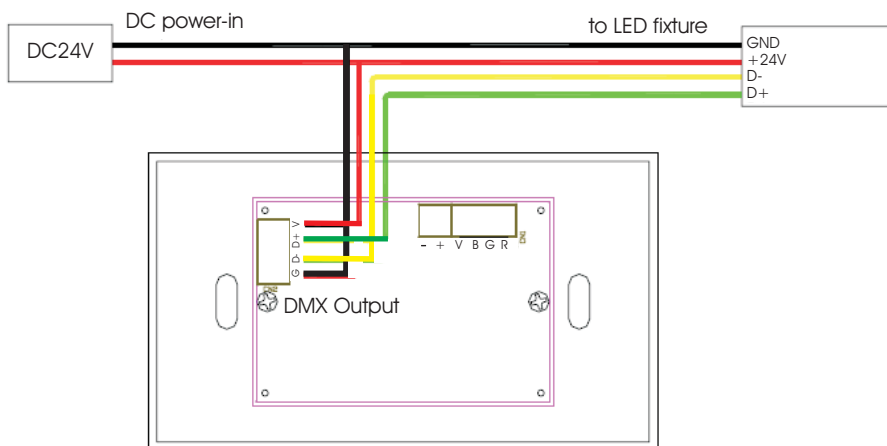 DC power-in
to LED fixture
DC24V
GND
+24V
D-
D+
V
D+
D-
G
- + V B G R
DMX Output